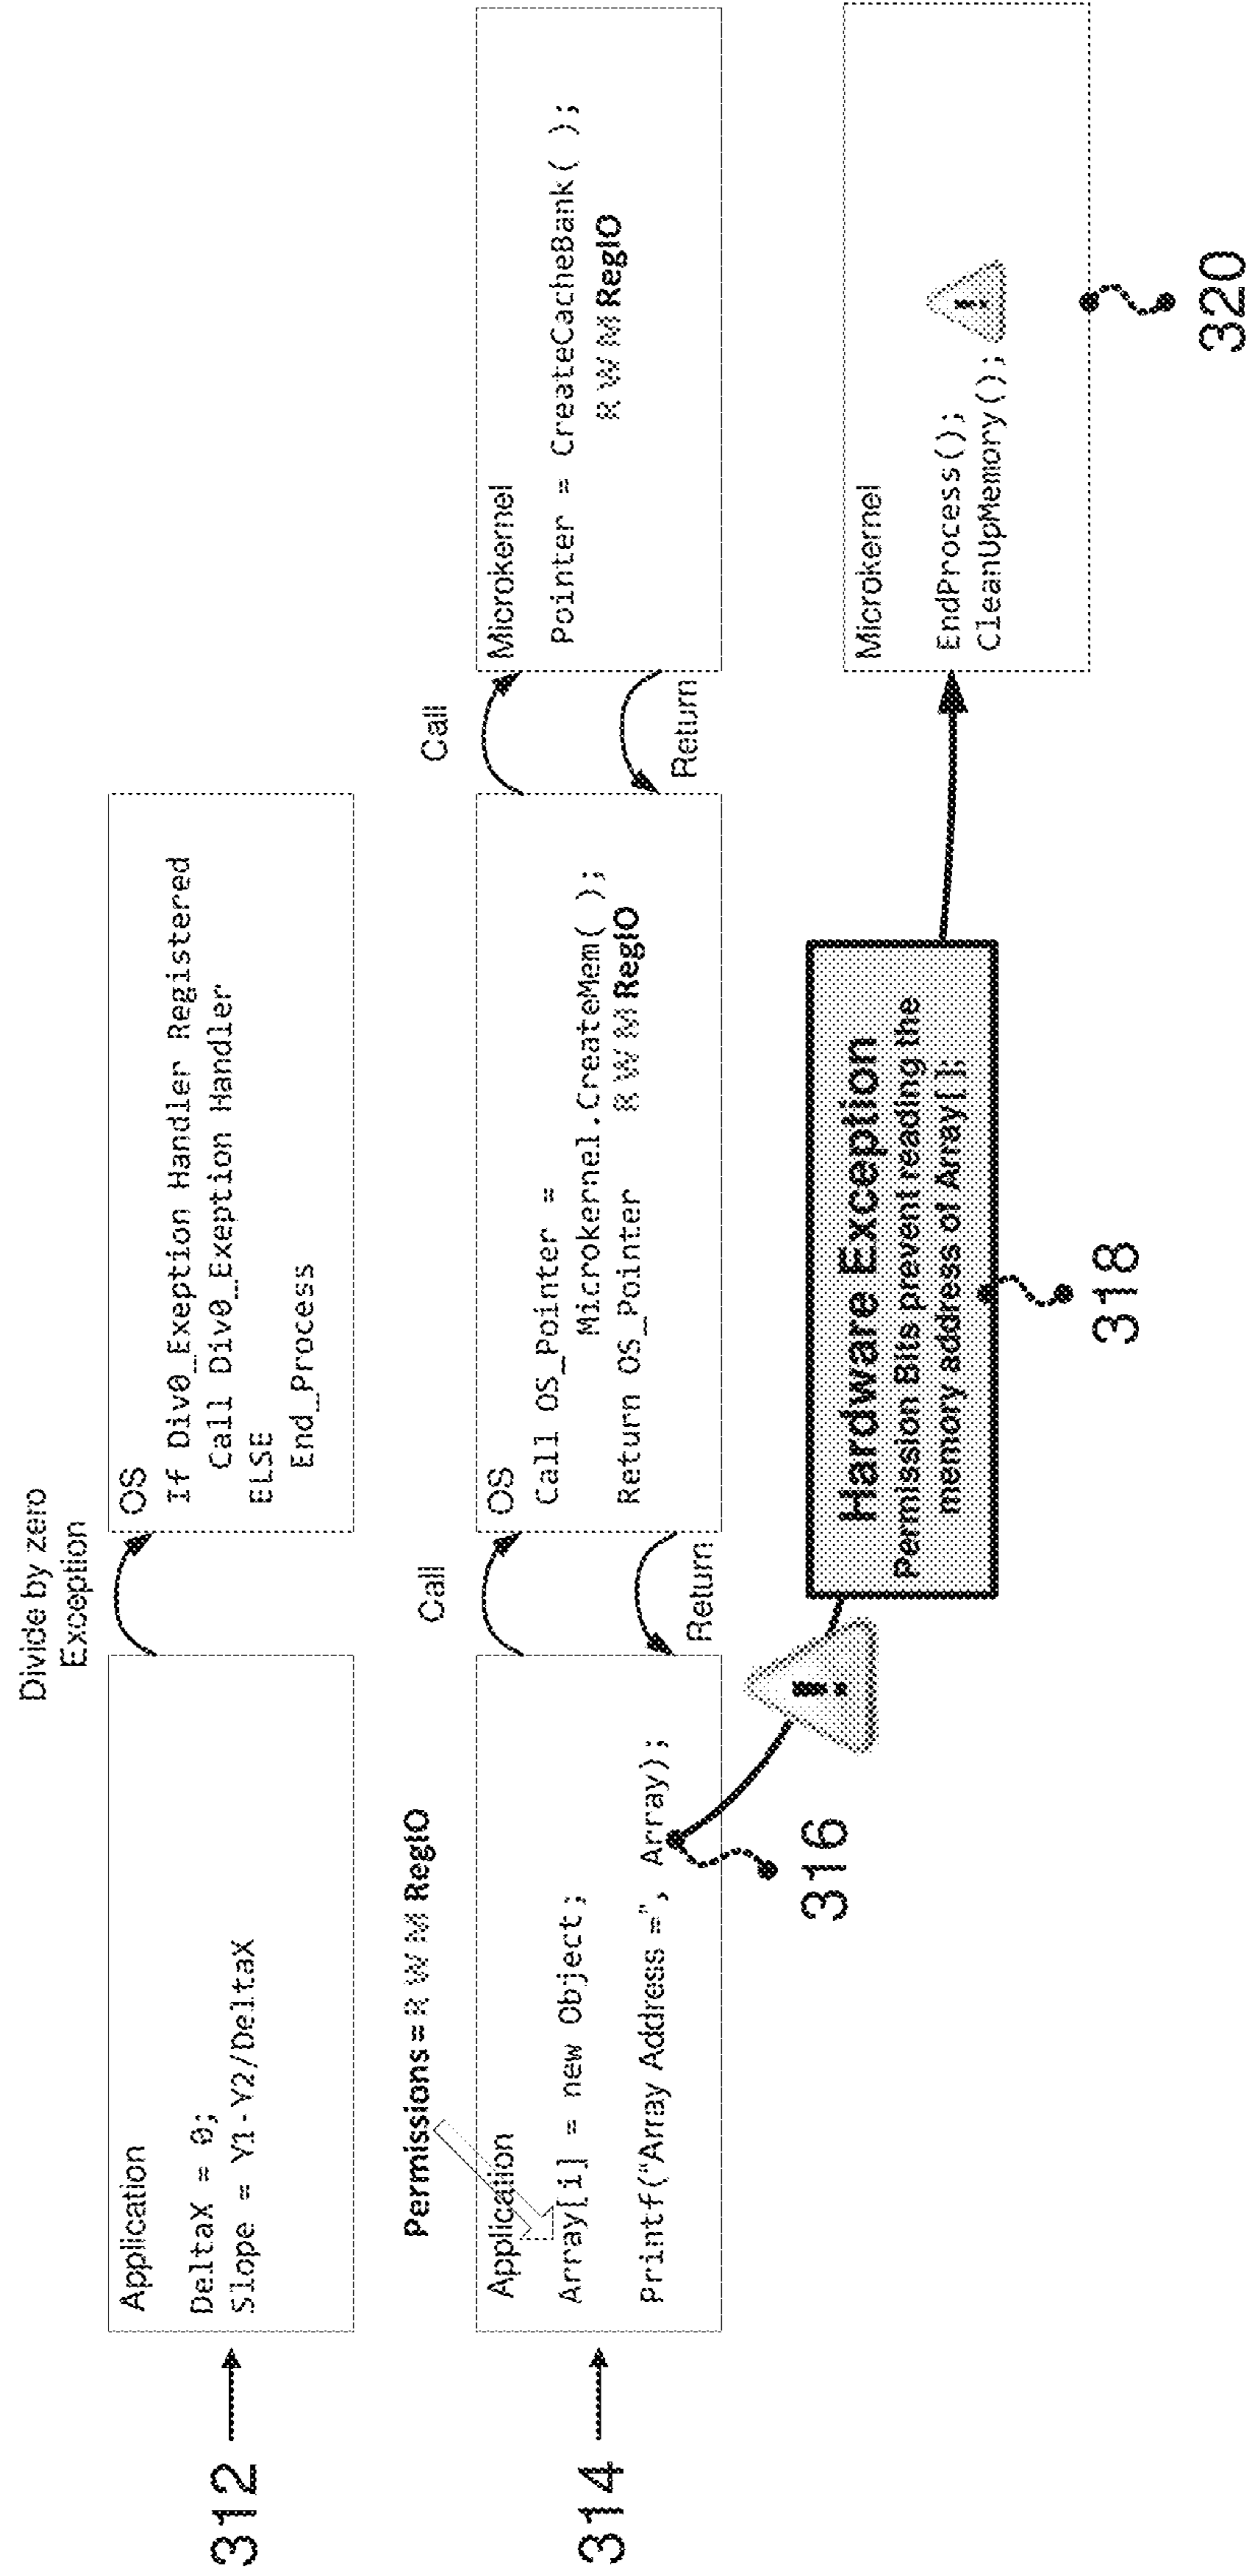 Divide by zero
Exception
312
Application
DeltaX = 0;
Slope = Y1-Y2/DeltaX
OS
If Div0_Exeption Handler Registered
Call Div0_Exeption Handler
ELSE
End_Process
Permissions= R W M RegIO
314
Application
Array[i] = new Object;
Printf("Array Address =", Array);
Call
Return
OS
Call OS_Pointer =
Microkernel.CreateMem( );
Return OS_Pointer R W M RegIO
Call
Return
Microkernel
Pointer = CreateCacheBank( );
R W M RegIO
316
!
Hardware Exception
Permission Bits prevent reading the
memory address of Array[];
318
Microkernel
EndProcess();
CleanUpMemory();
!
320